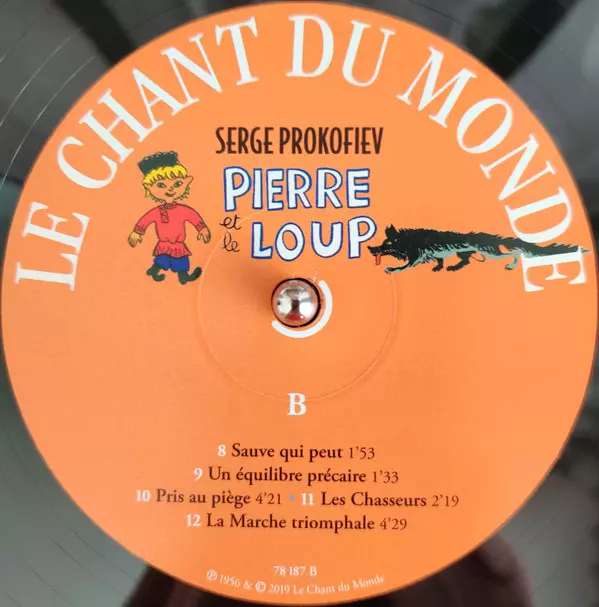 LE CHANT DU MONDE
SERGE PROKOFIEV
PIERRE
et le
LOUP
B
8 Sauve qui peut 1'53
9 Un équilibre précaire 1'33
10 Pris au piège 4'21 • 11 Les Chasseurs 2'19
12 La Marche triomphale 4'29
78 187 B
℗ 1956 & © 2019 Le Chant du Monde